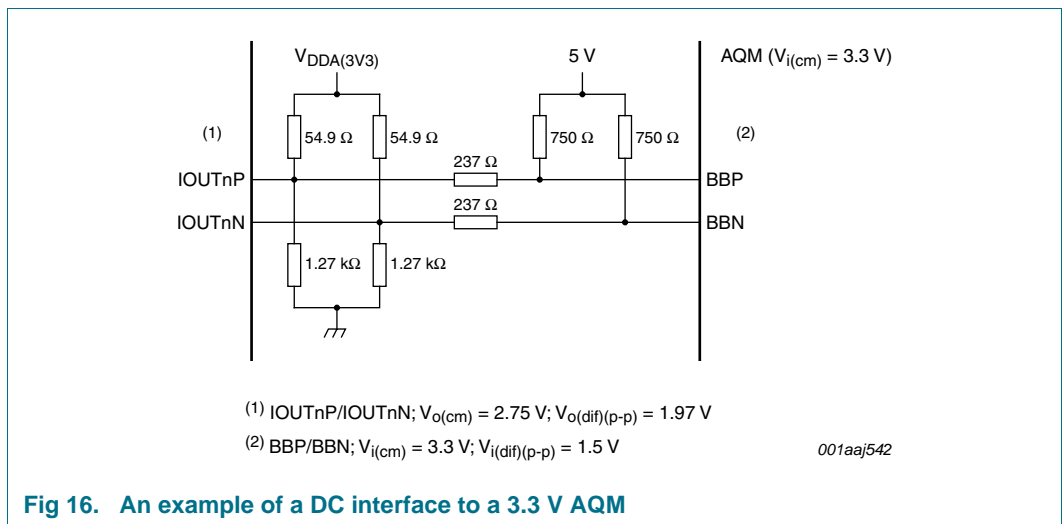 VDDA(3V3)
5 V
AQM (Vi(cm) = 3.3 V)
(1)
54.9 Ω
54.9 Ω
750 Ω
750 Ω
(2)
237 Ω
IOUTnP
BBP
237 Ω
IOUTnN
BBN
1.27 kΩ
1.27 kΩ
(1) IOUTnP/IOUTnN; Vo(cm) = 2.75 V; Vo(dif)(p-p) = 1.97 V
(2) BBP/BBN; Vi(cm) = 3.3 V; Vi(dif)(p-p) = 1.5 V
001aaj542
Fig 16. An example of a DC interface to a 3.3 V AQM